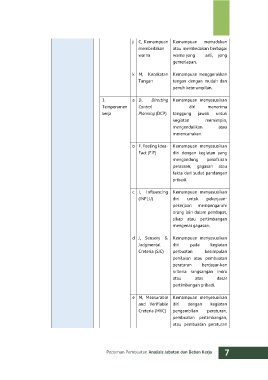 j C, Kemampuan Kemampuan memadukan
membedakan atau membedakan berbagai
warna warna yang asli, yang
gemerlapan.
k M, Kecekatan Kemampuan menggerakkan
Tangan tangan dengan mudah dan
penuh keterampilan.
3. a D, Directing Kemampuan menyesuaikan
Temperamen Control diri menerima
kerja Planning (DCP) tanggung jawab untuk
kegiatan memimpin,
mengendalikan atau
merencanakan.
b F, Feeling-Idea- Kemampuan menyesuaikan
Fact (FIF) diri dengan kegiatan yang
mengandung penafsiran
perasaan, gagasan atau
fakta dari sudut pandangan
pribadi.
c I, Influencing Kemampuan menyesuaikan
(INFLU) diri untuk pekerjaan-
pekerjaan mempengaruhi
orang lain dalam pendapat,
sikap atau pertimbangan
mengenai gagasan.
d J, Sensory & Kemampuan menyesuaikan
Judgmental diri pada kegiatan
Criteria (SJC) perbuatan kesimpulan
penilaian atau pembuatan
peraturan berdasarkan
kriteria rangsangan indra
atau atas dasar
pertimbangan pribadi.
e M, Measurable Kemampuan menyesuaikan
and Verifiable diri dengan kegiatan
Criteria (MVC) pengambilan peraturan,
pembuatan pertimbangan,
atau pembuatan peraturan
Pedoman Pembuatan Analisis Jabatan dan Beban Kerja 7